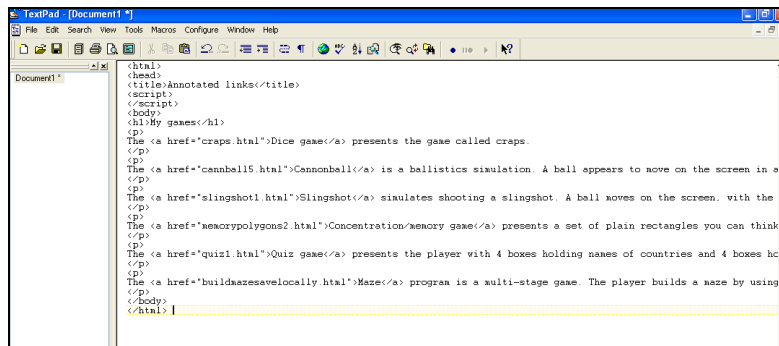 TextPad - [Document1 *]
File Edit Search View Tools Macros Configure Window Help
Document1 *
<html>
<head>
<title>Annotated links</title>
<script>
</script>
<body>
<h1>My games</h1>
<p>
The <a href="craps.html">Dice game</a> presents the game called craps.
</p>
<p>
The <a href="cannball5.html">Cannonball</a> is a ballistics simulation. A ball appears to move on the screen in a
</p>
<p>
The <a href="slingshot1.html">Slingshot</a> simulates shooting a slingshot. A ball moves on the screen, with the
</p>
<p>
The <a href="memorypolygons2.html">Concentration/memory game</a> presents a set of plain rectangles you can think
</p>
<p>
The <a href="quiz1.html">Quiz game</a> presents the player with 4 boxes holding names of countries and 4 boxes ho
</p>
<p>
The <a href="buildmazesavelocally.html">Maze</a> program is a multi-stage game. The player builds a maze by using
</p>
</body>
</html>